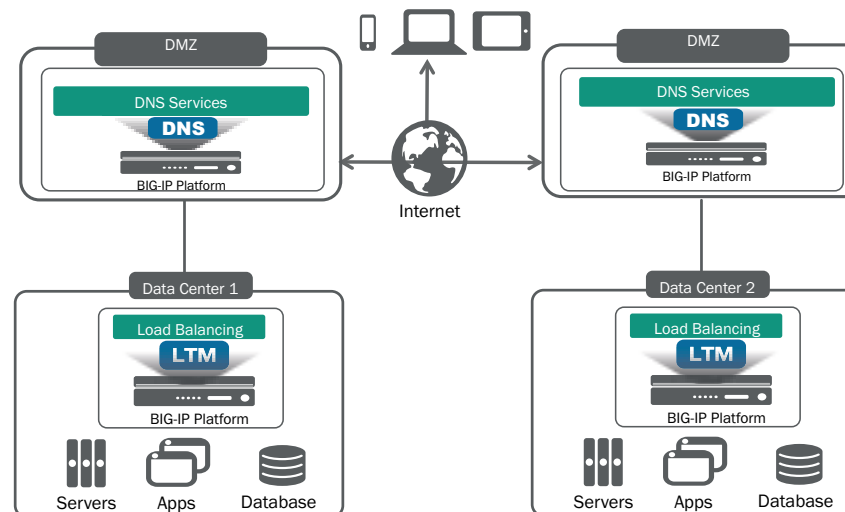 DMZ
DMZ
DNS Services
DNS
BIG-IP Platform
DNS Services
DNS
BIG-IP Platform
Internet
Data Center 1
Load Balancing
LTM
BIG-IP Platform
Servers
Apps
Database
Data Center 2
Load Balancing
LTM
BIG-IP Platform
Servers
Apps
Database